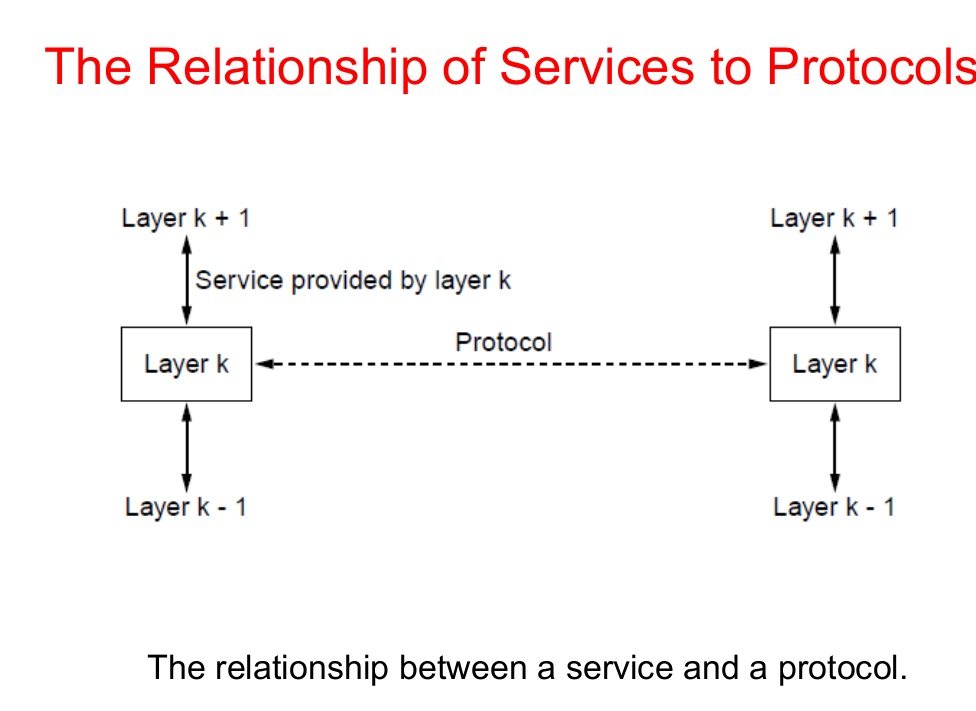 The Relationship of Services to Protocols
Layer k + 1
Layer k + 1
Service provided by layer k
Protocol
Layer k
Layer k
Layer k - 1
Layer k - 1
The relationship between a service and a protocol.